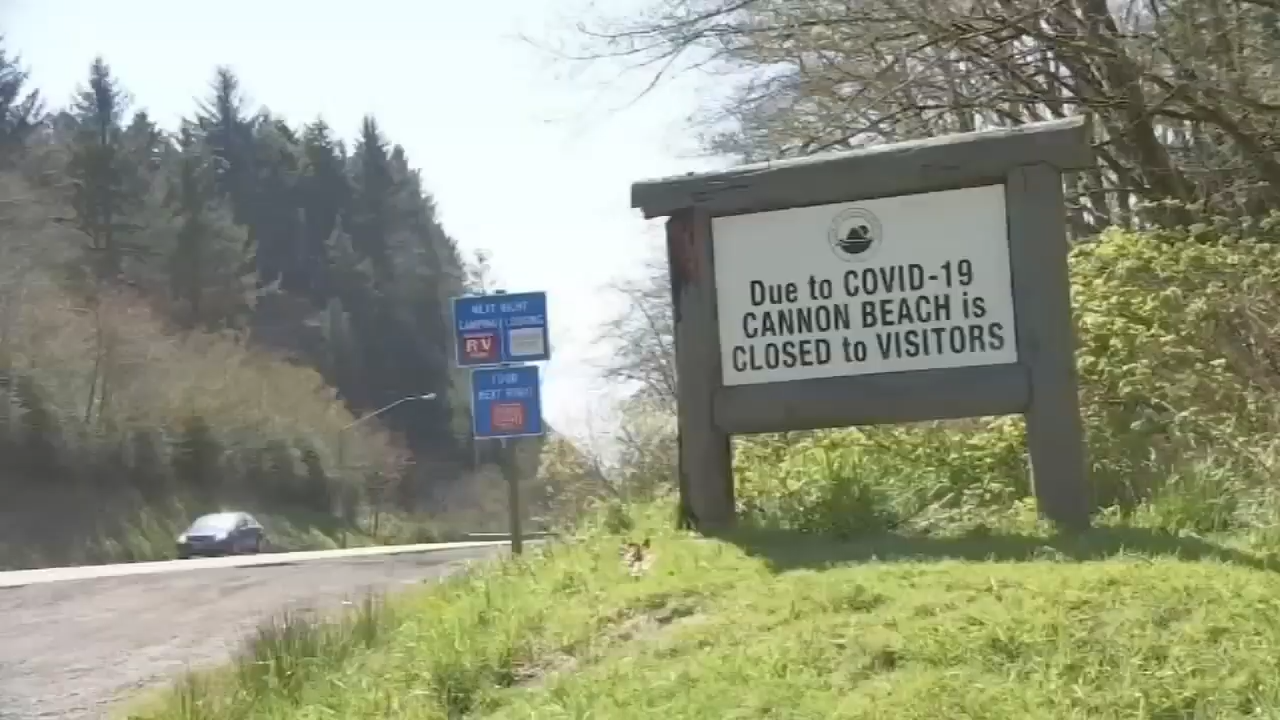 Due to COVID-19
CANNON BEACH is
CLOSED to VISITORS
NEXT RIGHT
CAMPING LODGING
RV
FOOD
NEXT RIGHT